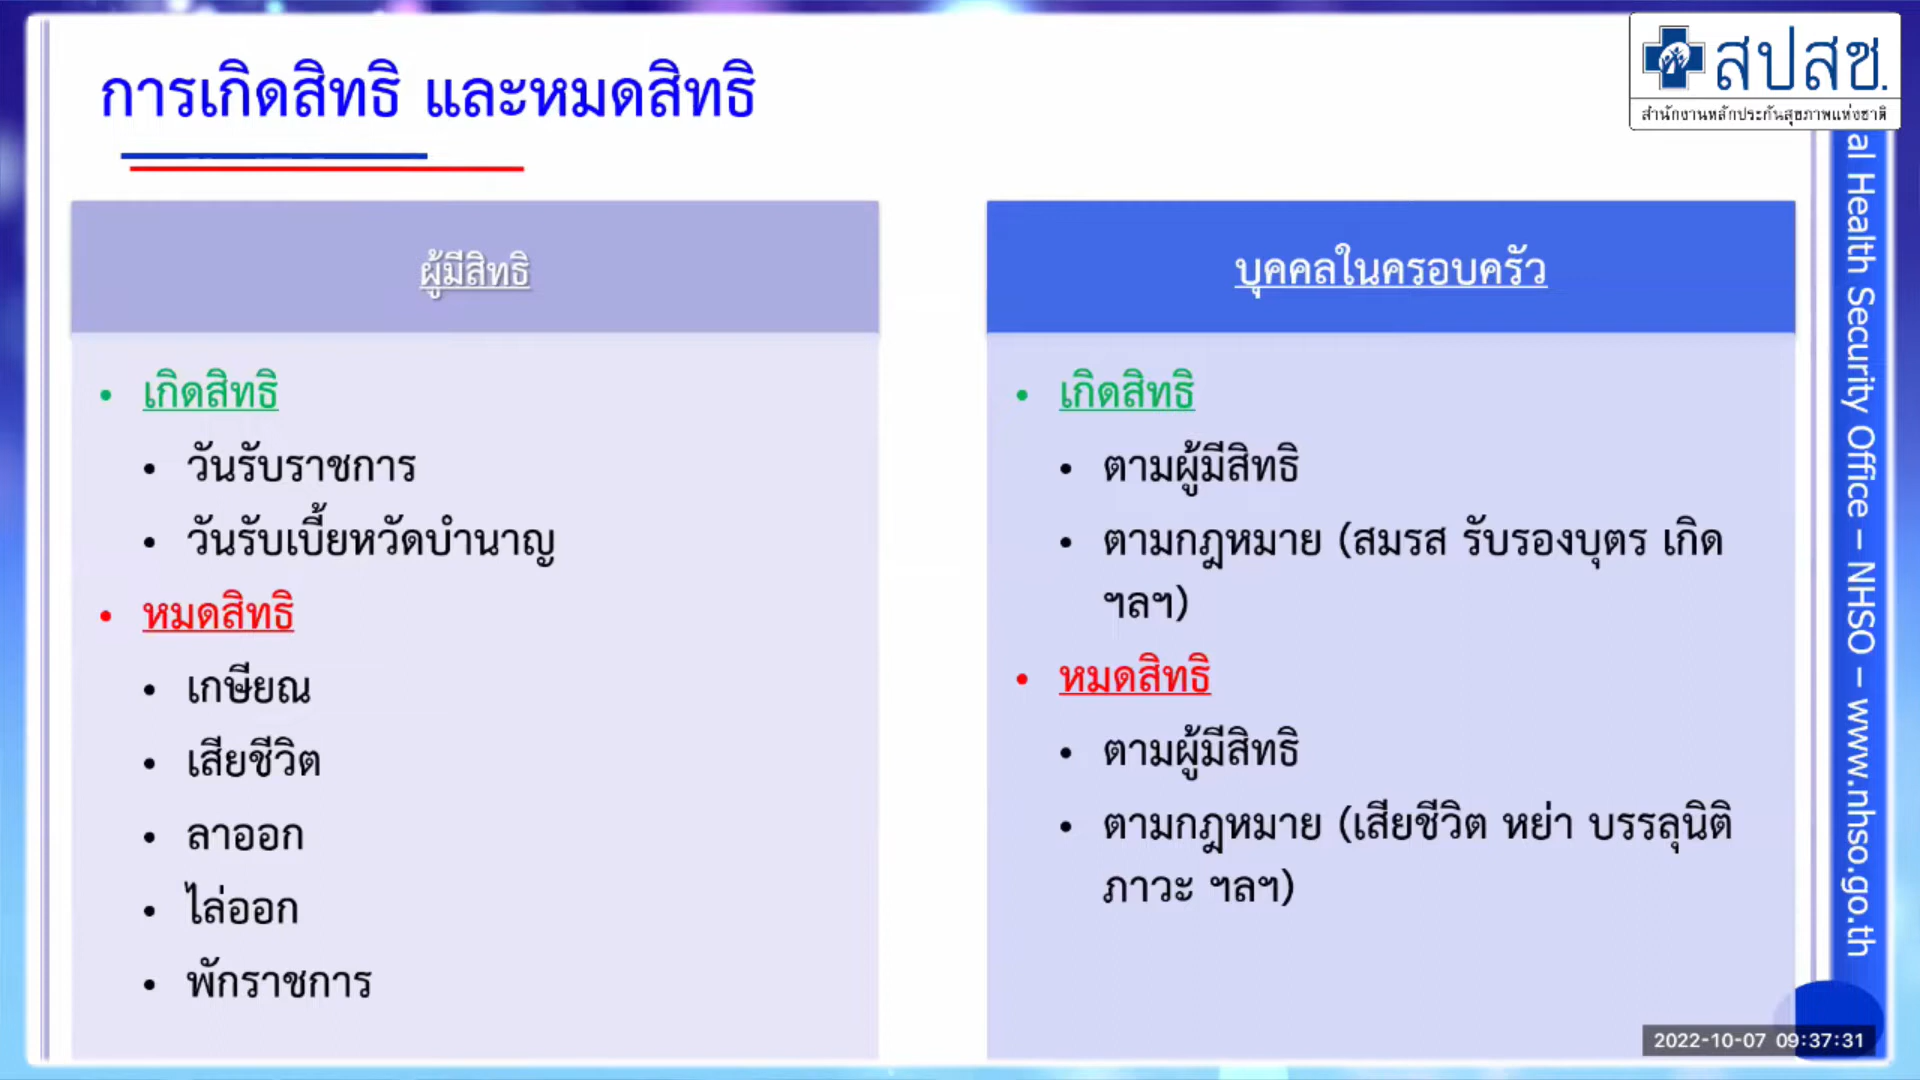 การเกิดสิทธิ และหมดสิทธิ
สปสช.
สำนักงานหลักประกันสุขภาพแห่งชาติ
ผู้มีสิทธิ
• เกิดสิทธิ
• วันรับราชการ
• วันรับเบี้ยหวัดบำนาญ
• หมดสิทธิ
• เกษียณ
• เสียชีวิต
• ลาออก
• ไล่ออก
• พักราชการ
บุคคลในครอบครัว
• เกิดสิทธิ
• ตามผู้มีสิทธิ
• ตามกฎหมาย (สมรส รับรองบุตร เกิด
ฯลฯ)
• หมดสิทธิ
• ตามผู้มีสิทธิ
• ตามกฎหมาย (เสียชีวิต หย่า บรรลุนิติ
ภาวะ ฯลฯ)
al Health Security Office – NHSO – www.nhso.go.th
2022-10-07 09:37:31